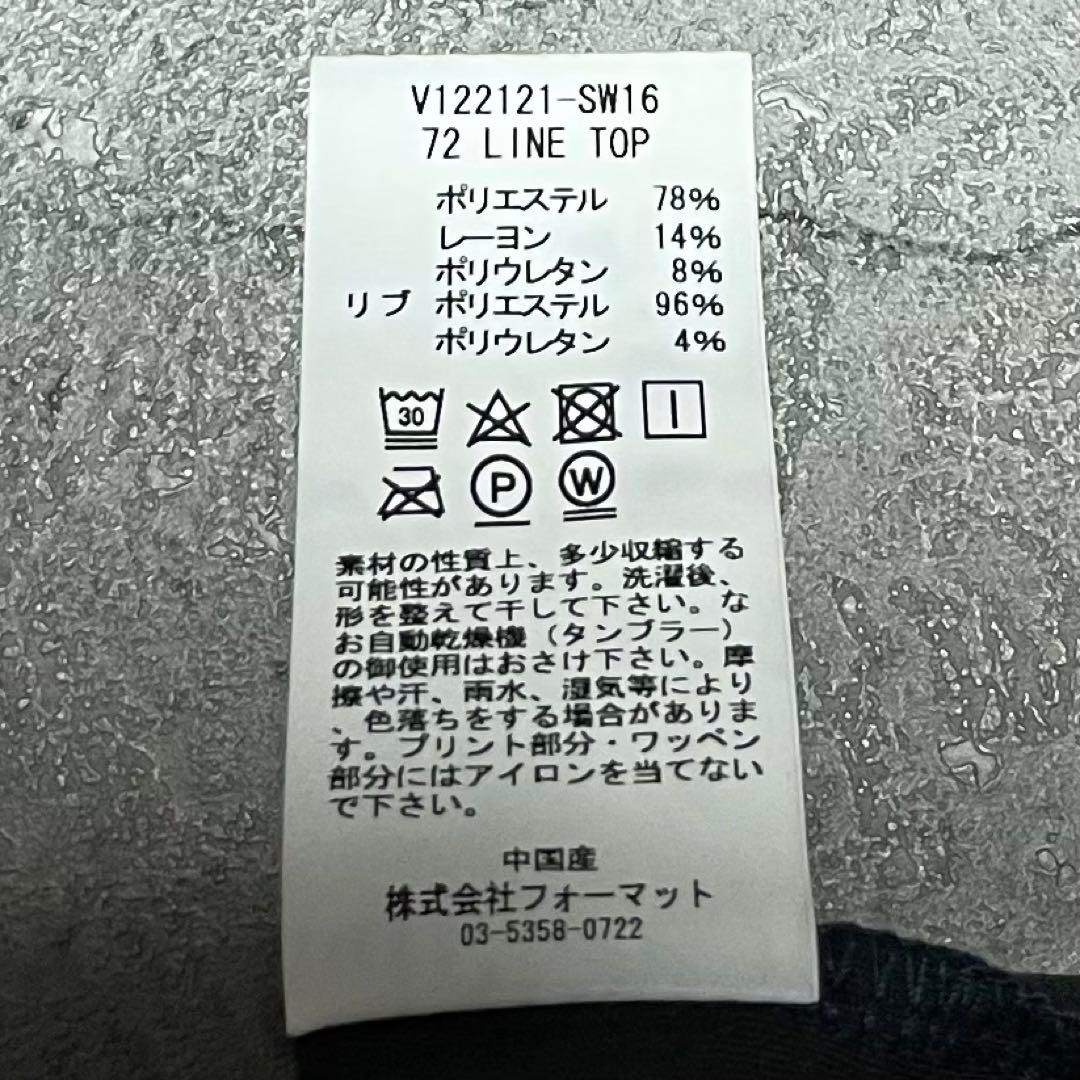 V122121-SW16
72 LINE TOP
ポリエステル 78%
レーヨン 14%
ポリウレタン 8%
リブ ポリエステル 96%
ポリウレタン 4%
30
P W
素材の性質上、多少収縮する
可能性があります。洗濯後、
形を整えて干して下さい。な
お自動乾燥機（タンブラー）
の御使用はおさけ下さい。摩
擦や汗、雨水、湿気等により
、色落ちをする場合がありま
す。プリント部分・ワッペン
部分にはアイロンを当てない
で下さい。
中国産
株式会社フォーマット
03-5358-0722